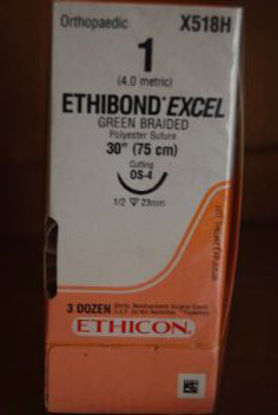 Orthopaedic X518H
1
(4.0 metric)
ETHIBOND*EXCEL
GREEN BRAIDED
Polyester Suture
30" (75 cm)
Cutting
OS-4
1/2 ▽ 23mm
3 DOZEN
ETHICON